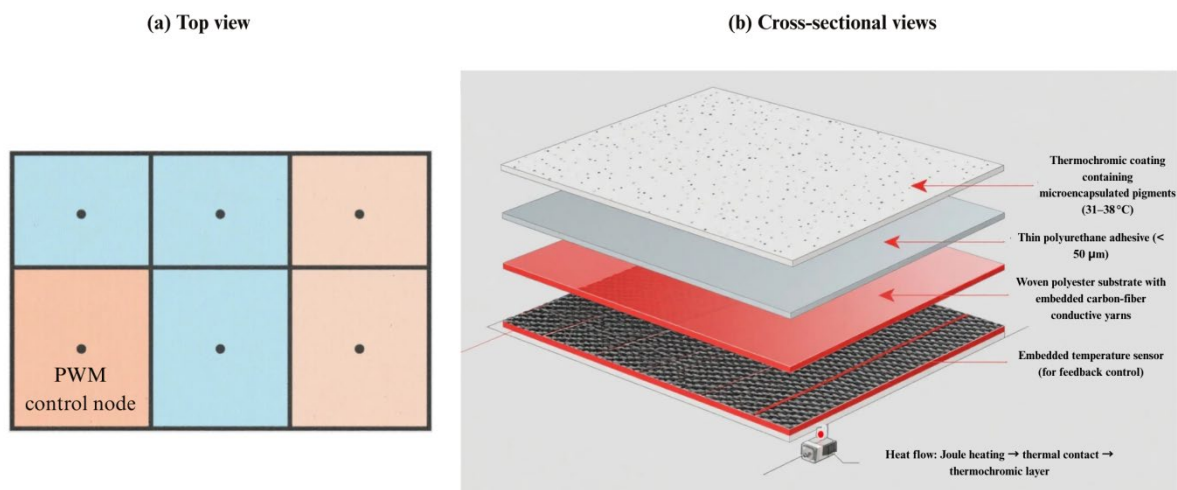 (a) Top view
PWM
control node
(b) Cross-sectional views
Thermochromic coating
containing
microencapsulated pigments
(31–38 °C)
Thin polyurethane adhesive (<
50 μm)
Woven polyester substrate with
embedded carbon-fiber
conductive yarns
Embedded temperature sensor
(for feedback control)
Heat flow: Joule heating → thermal contact →
thermochromic layer